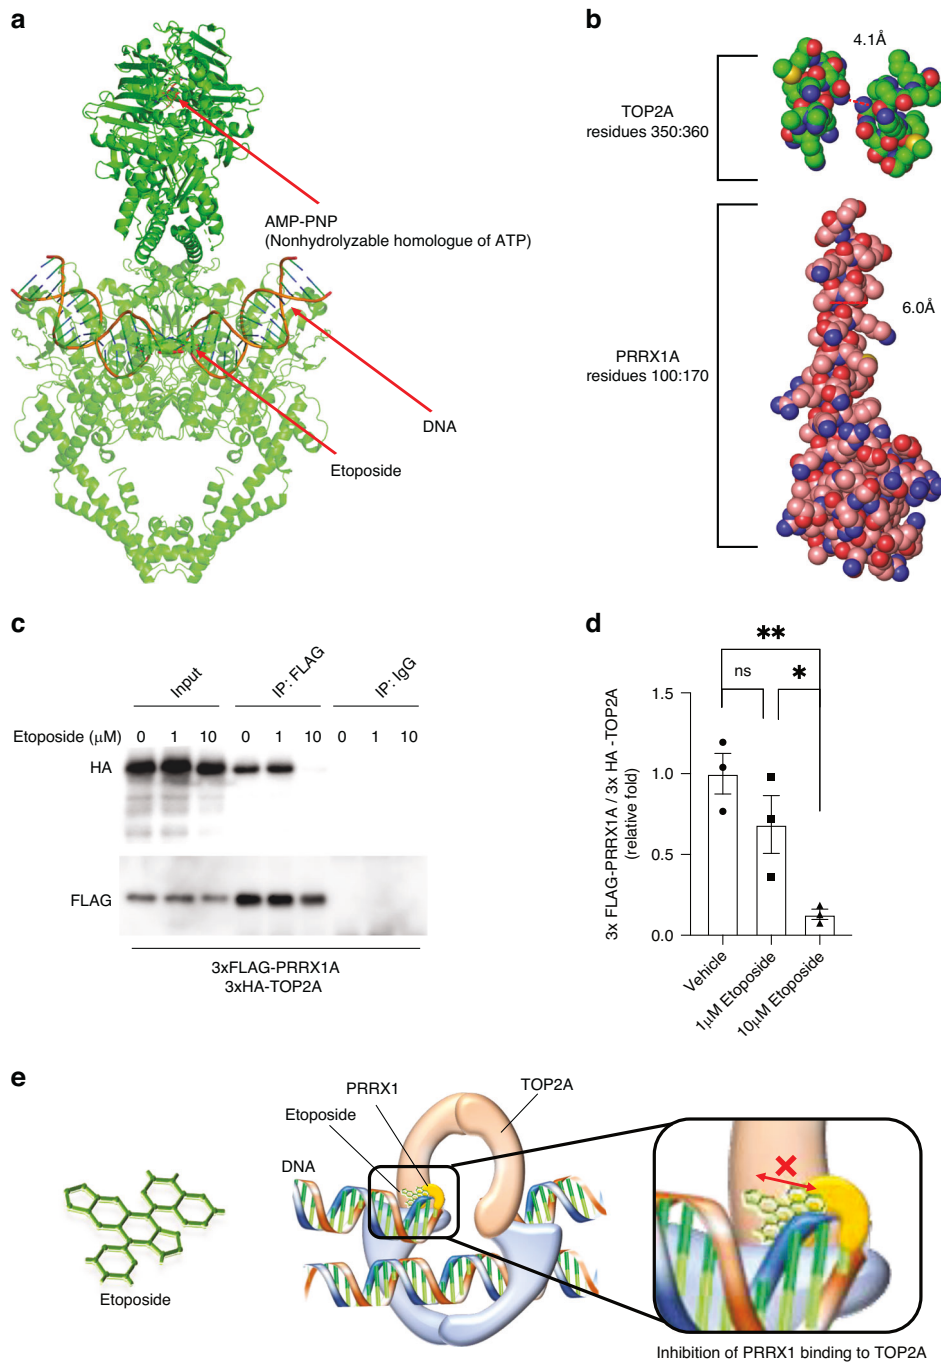 a
AMP-PNP
(Nonhydrolyzable homologue of ATP)
DNA
Etoposide
b
4.1Å
TOP2A
residues 350:360
6.0Å
PRRX1A
residues 100:170
c
Input
IP: FLAG
IP: IgG
Etoposide (μM) 0 1 10 0 1 10 0 1 10
HA
FLAG
3xFLAG-PRRX1A
3xHA-TOP2A
d
**
ns
*
3x FLAG-PRRX1A / 3x HA -TOP2A
(relative fold)
1.5
1.0
0.5
0.0
Vehicle
1μM Etoposide
10μM Etoposide
e
Etoposide
PRRX1
TOP2A
Etoposide
DNA
Inhibition of PRRX1 binding to TOP2A